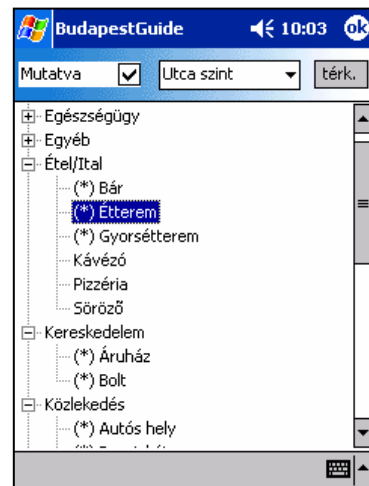 BudapestGuide 10:03 ok
Mutatva Utca szint térk.
Egészségügy
Egyéb
Étel/Ital
(*) Bár
(*) Étterem
(*) Gyorsétterem
Kávézó
Pizzéria
Söröző
Kereskedelem
(*) Áruház
(*) Bolt
Közlekedés
(*) Autós hely